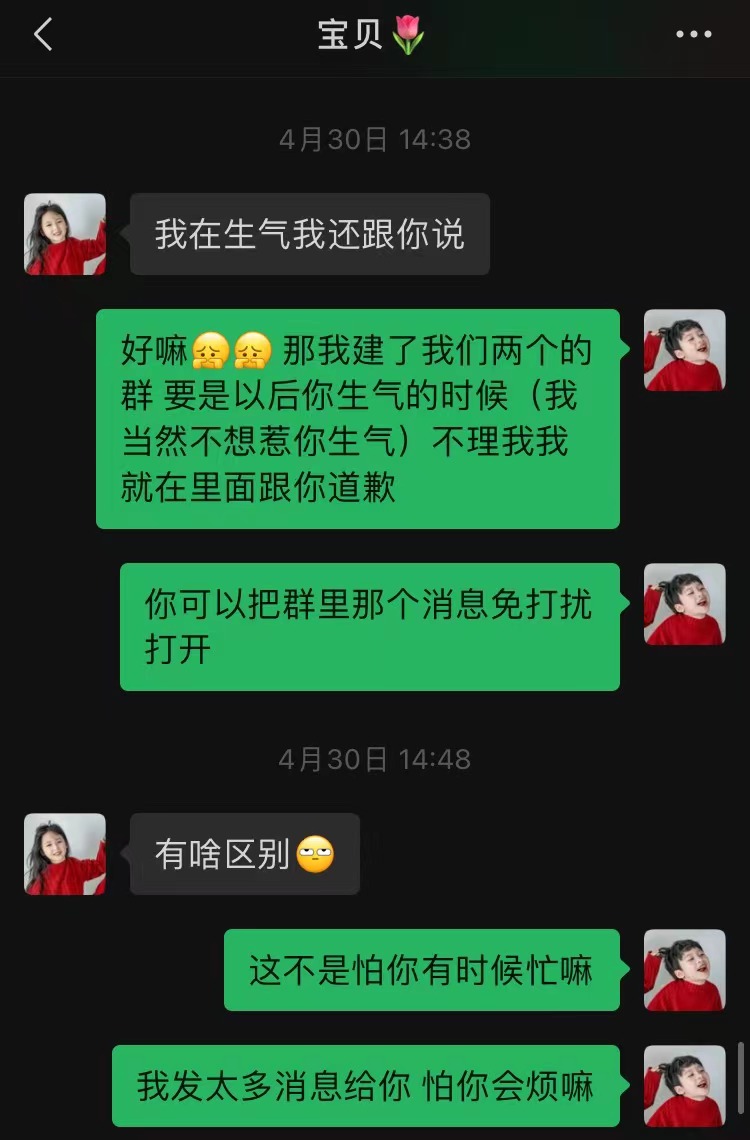 宝贝🌷
4月30日 14:38
我在生气我还跟你说
好嘛😤😤 那我建了我们两个的
群 要是以后你生气的时候（我
当然不想惹你生气）不理我我
就在里面跟你道歉
你可以把群里那个消息免打扰
打开
4月30日 14:48
有啥区别🙄
这不是怕你有时候忙嘛
我发太多消息给你 怕你会烦嘛